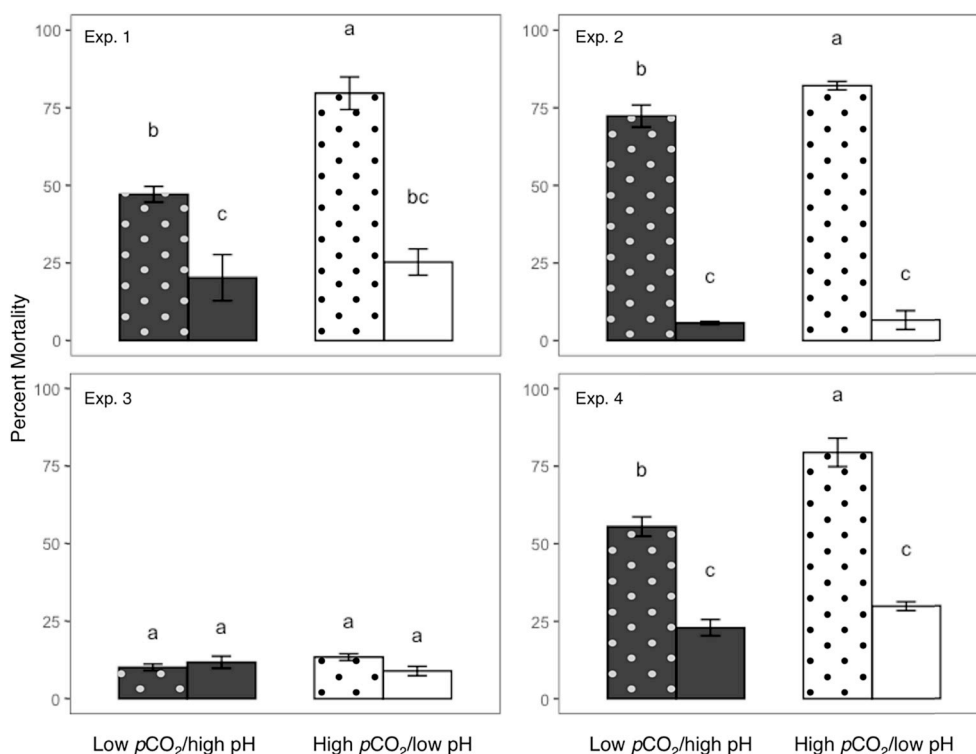 Percent Mortality
Exp. 1
100
75
50
25
0
b
c
a
bc
Exp. 2
100
75
50
25
0
b
c
a
c
Exp. 3
100
75
50
25
0
a
a
a
a
Exp. 4
100
75
50
25
0
b
c
a
c
Low pCO₂/high pH
High pCO₂/low pH
Low pCO₂/high pH
High pCO₂/low pH